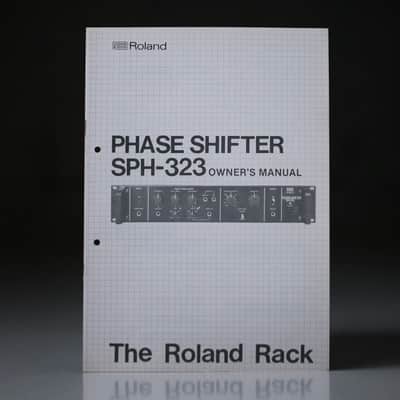 Roland
PHASE SHIFTER
SPH-323 OWNER'S MANUAL
The Roland Rack